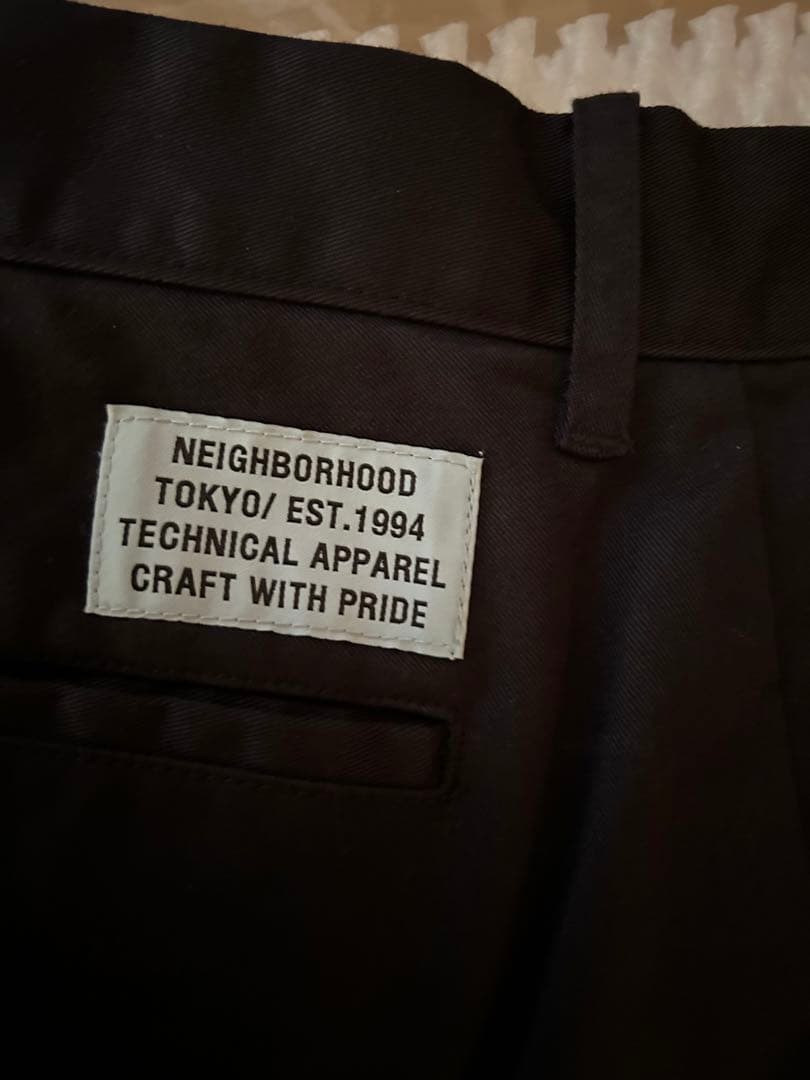 NEIGHBORHOOD
TOKYO/ EST.1994
TECHNICAL APPAREL
CRAFT WITH PRIDE